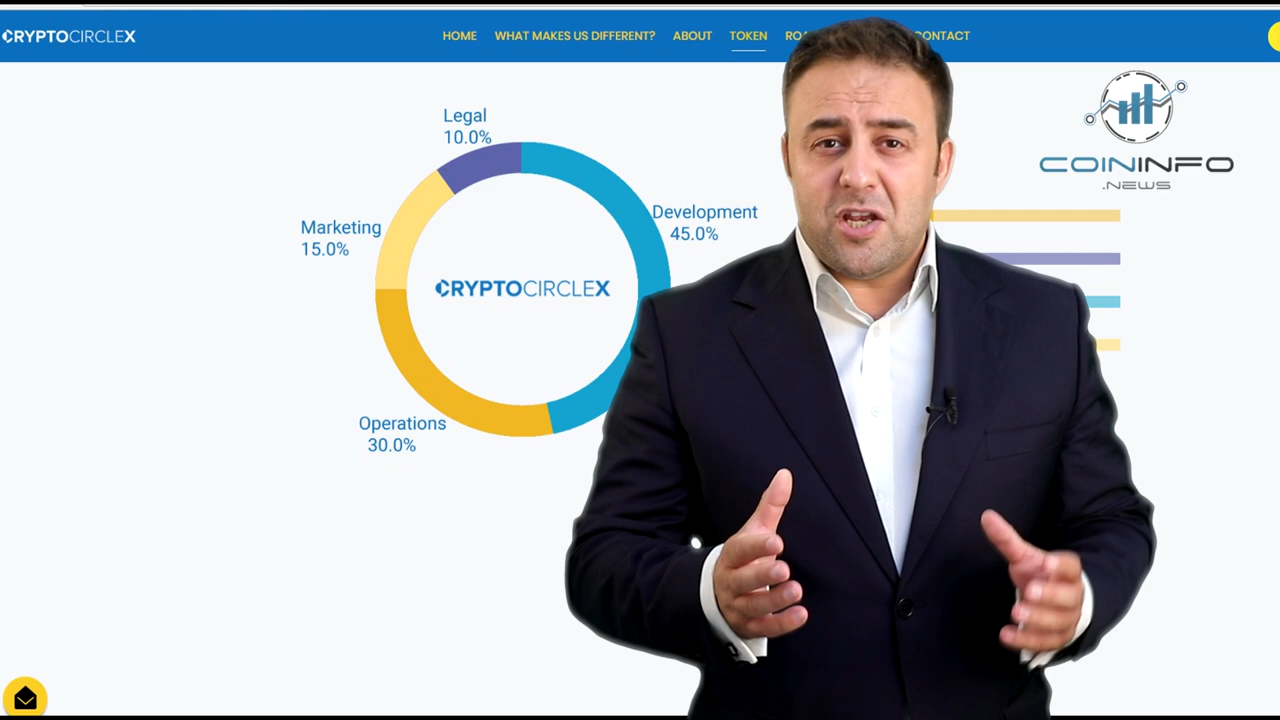 CRYPTOCIRCLEX
HOME WHAT MAKES US DIFFERENT? ABOUT TOKEN CONTACT
COININFO
.NEWS
Legal
10.0%
Development
45.0%
Marketing
15.0%
CRYPTOCIRCLEX
Operations
30.0%